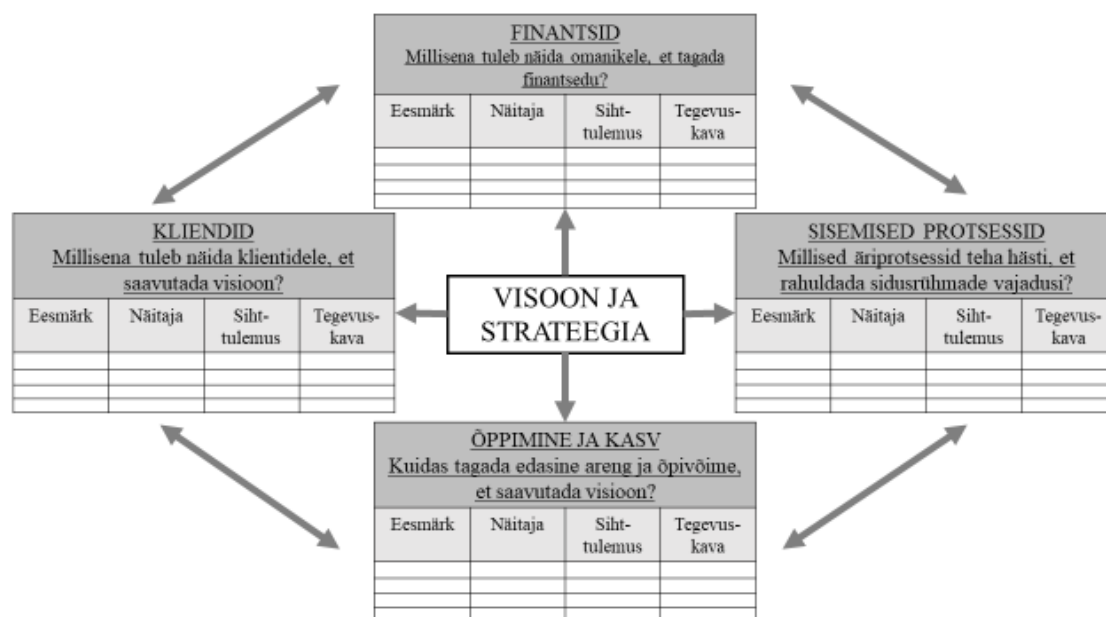 FINANTSID
Millisena tuleb näida omanikele, et tagada
finantsedu?
Eesmärk Näitaja Siht- Tegevus-
tulemus kava
KLIENDID
Millisena tuleb näida klientidele, et
saavutada visioon?
Eesmärk Näitaja Siht- Tegevus-
tulemus kava
VISOON JA
STRATEEGIA
SISEMISED PROTSESSID
Millised äriprotsessid teha hästi, et
rahuldada sidusrühmade vajadusi?
Eesmärk Näitaja Siht- Tegevus-
tulemus kava
ÕPPIMINE JA KASV
Kuidas tagada edasine areng ja õpivõime,
et saavutada visioon?
Eesmärk Näitaja Siht- Tegevus-
tulemus kava